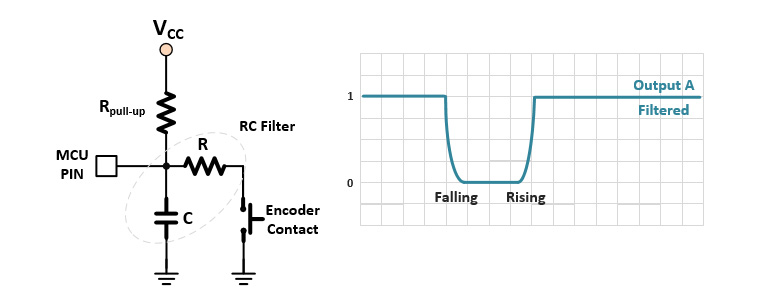 VCC
Rpull-up
RC Filter
R
MCU
PIN
C
Encoder
Contact
Output A
1
Filtered
0
Falling
Rising